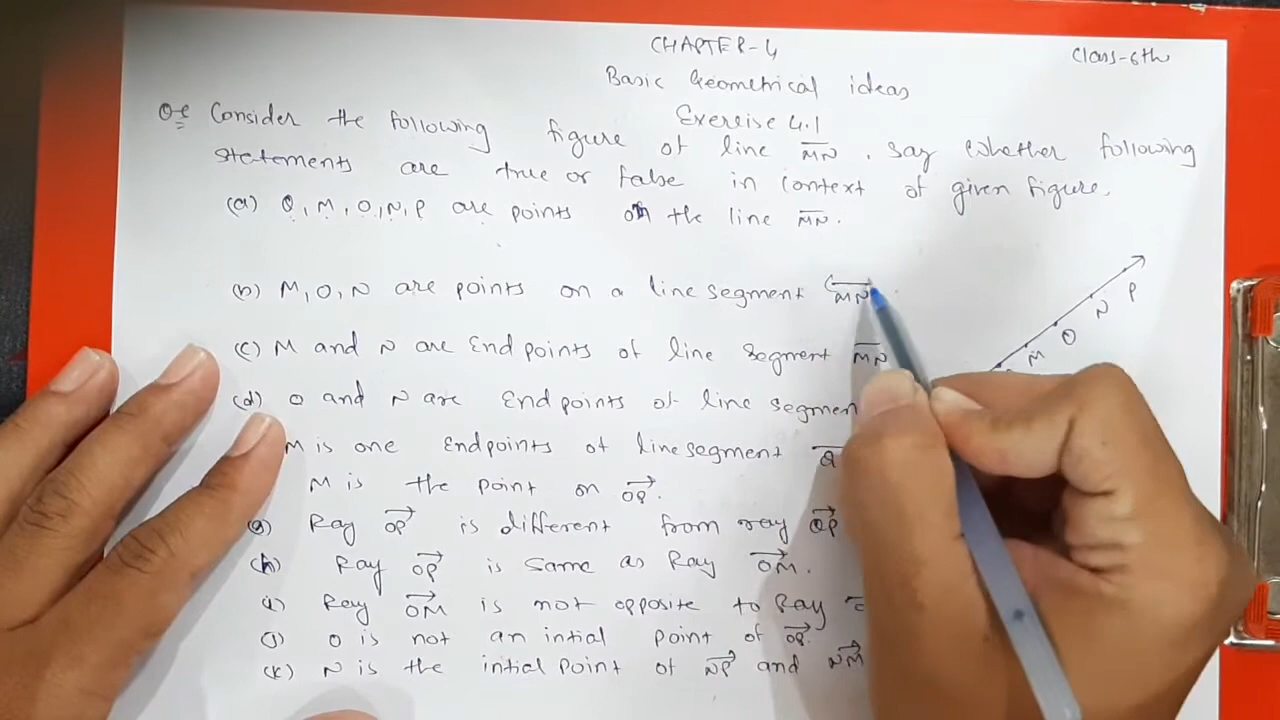 CHAPTER-4
Class-6th
Basic Geometrical ideas
Exercise 4.1
Consider the following figure of line MN. Say whether following
statements are true or false in context of given figure.
(a) Q, M, O, N, P are points on the line MN.
(b) M, O, N are points on a line segment MN
(c) M and N are End points of line segment MN
(d) O and N are End points of line segmen
M is one Endpoints of line segment Q
M is the point on OP.
(g) Ray OP is different from ray QP
(h) Ray OP is same as Ray OM.
(i) Ray OM is not opposite to Ray
(j) O is not an intial point of OP.
(k) N is the intial point of NP and NM
P
N
O
M